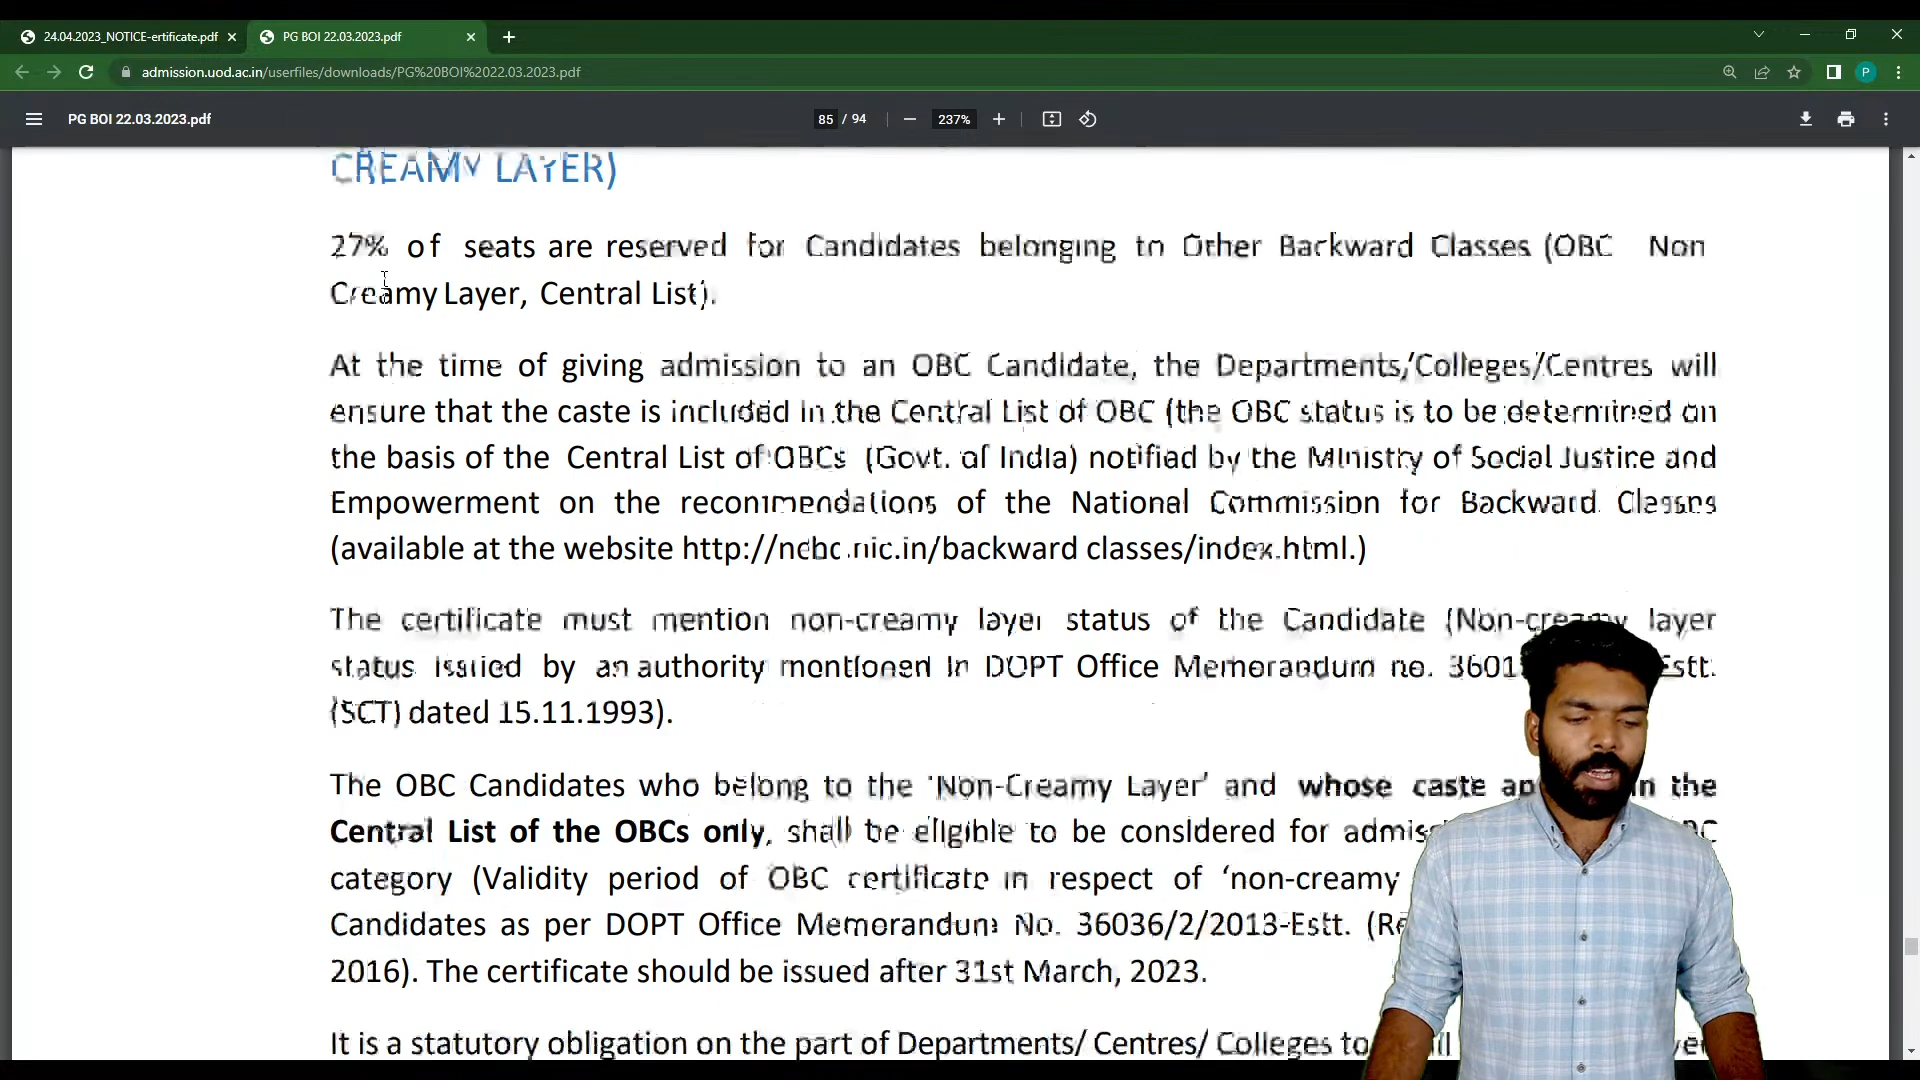 24.04.2023_NOTICE-ertificate.pdf
PG BOI 22.03.2023.pdf
admission.uod.ac.in/userfiles/downloads/PG%20BOI%2022.03.2023.pdf
P
PG BOI 22.03.2023.pdf
85 / 94
237%
CREAMY LAYER)
27% of seats are reserved for Candidates belonging to Other Backward Classes (OBC Non
Creamy Layer, Central List).
At the time of giving admission to an OBC Candidate, the Departments/Colleges/Centres will
ensure that the caste is included in the Central List of OBC (the OBC status is to be determined on
the basis of the Central List of OBCs (Govt. of India) notified by the Ministry of Social Justice and
Empowerment on the recommendations of the National Commission for Backward Classes
(available at the website http://ncbc.nic.in/backward classes/index.html.)
The certificate must mention non-creamy layer status of the Candidate (Non-creamy layer
status issued by an authority mentioned in DOPT Office Memorandum no. Estt.
(SCT) dated 15.11.1993).
The OBC Candidates who belong to the 'Non-Creamy Layer' and whose caste in the
Central List of the OBCs only, shall be eligible to be considered for
category (Validity period of OBC certificate in respect of ‘non-creamy
Candidates as per DOPT Office Memorandum No. 36036/2/2013-Estt.
2016). The certificate should be issued after 31st March, 2023.
It is a statutory obligation on the part of Departments/ Centres/ Colleges to